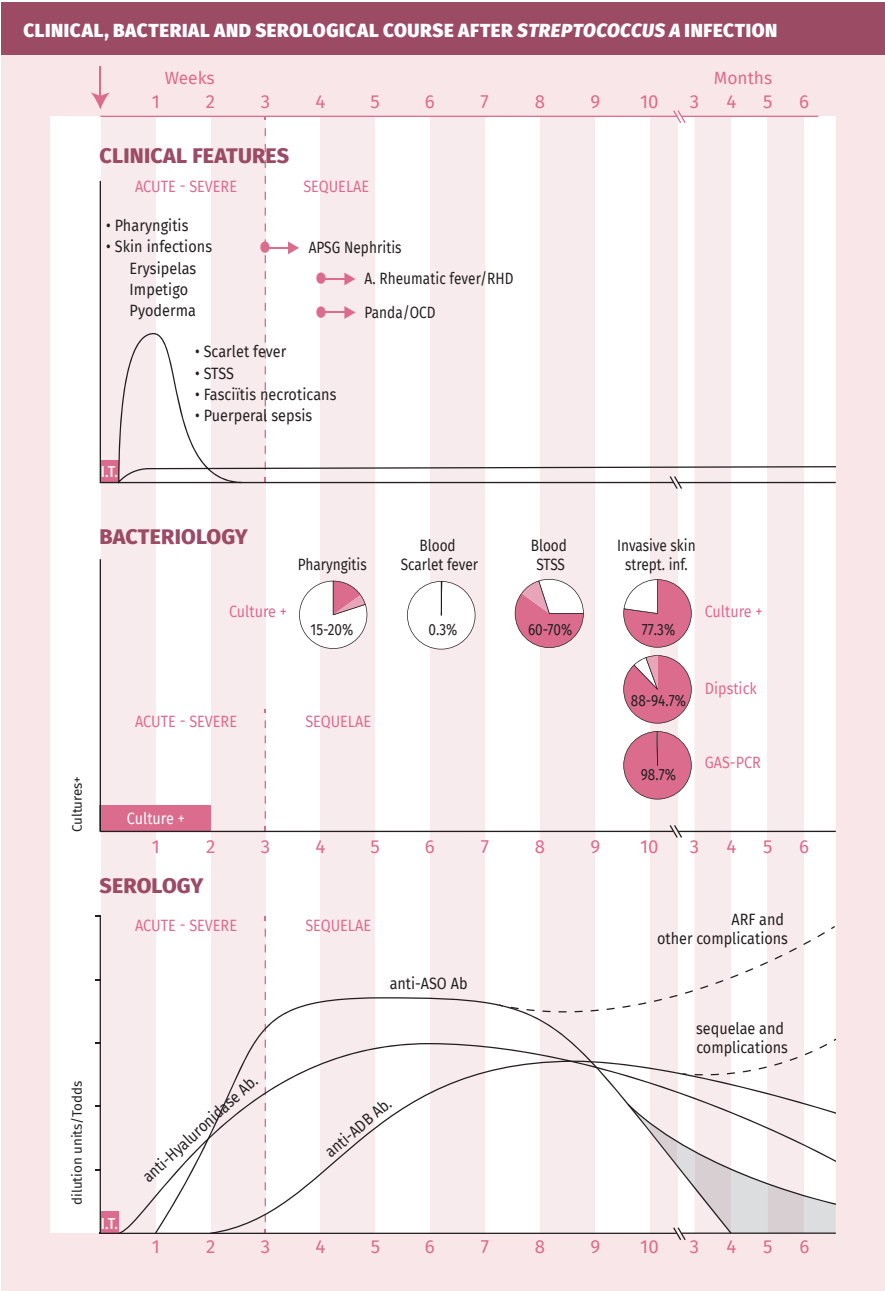 CLINICAL, BACTERIAL AND SEROLOGICAL COURSE AFTER STREPTOCOCCUS A INFECTION
Weeks Months
1 2 3 4 5 6 7 8 9 10 3 4 5 6
CLINICAL FEATURES
ACUTE - SEVERE SEQUELAE
• Pharyngitis
• Skin infections
Erysipelas
Impetigo
Pyoderma
APSG Nephritis
A. Rheumatic fever/RHD
Panda/OCD
• Scarlet fever
• STSS
• Fasciïtis necroticans
• Puerperal sepsis
I.T.
BACTERIOLOGY
Pharyngitis
Blood
Scarlet fever
Blood
STSS
Invasive skin
strept. inf.
Culture +
15-20%
0.3%
60-70%
77.3%
Culture +
88-94.7%
Dipstick
98.7%
GAS-PCR
ACUTE - SEVERE SEQUELAE
Cultures+
Culture +
1 2 3 4 5 6 7 8 9 10 3 4 5 6
SEROLOGY
ACUTE - SEVERE SEQUELAE
ARF and
other complications
anti-ASO Ab
sequelae and
complications
anti-Hyaluronidase Ab.
anti-ADB Ab.
dilution units/Todds
I.T.
1 2 3 4 5 6 7 8 9 10 3 4 5 6